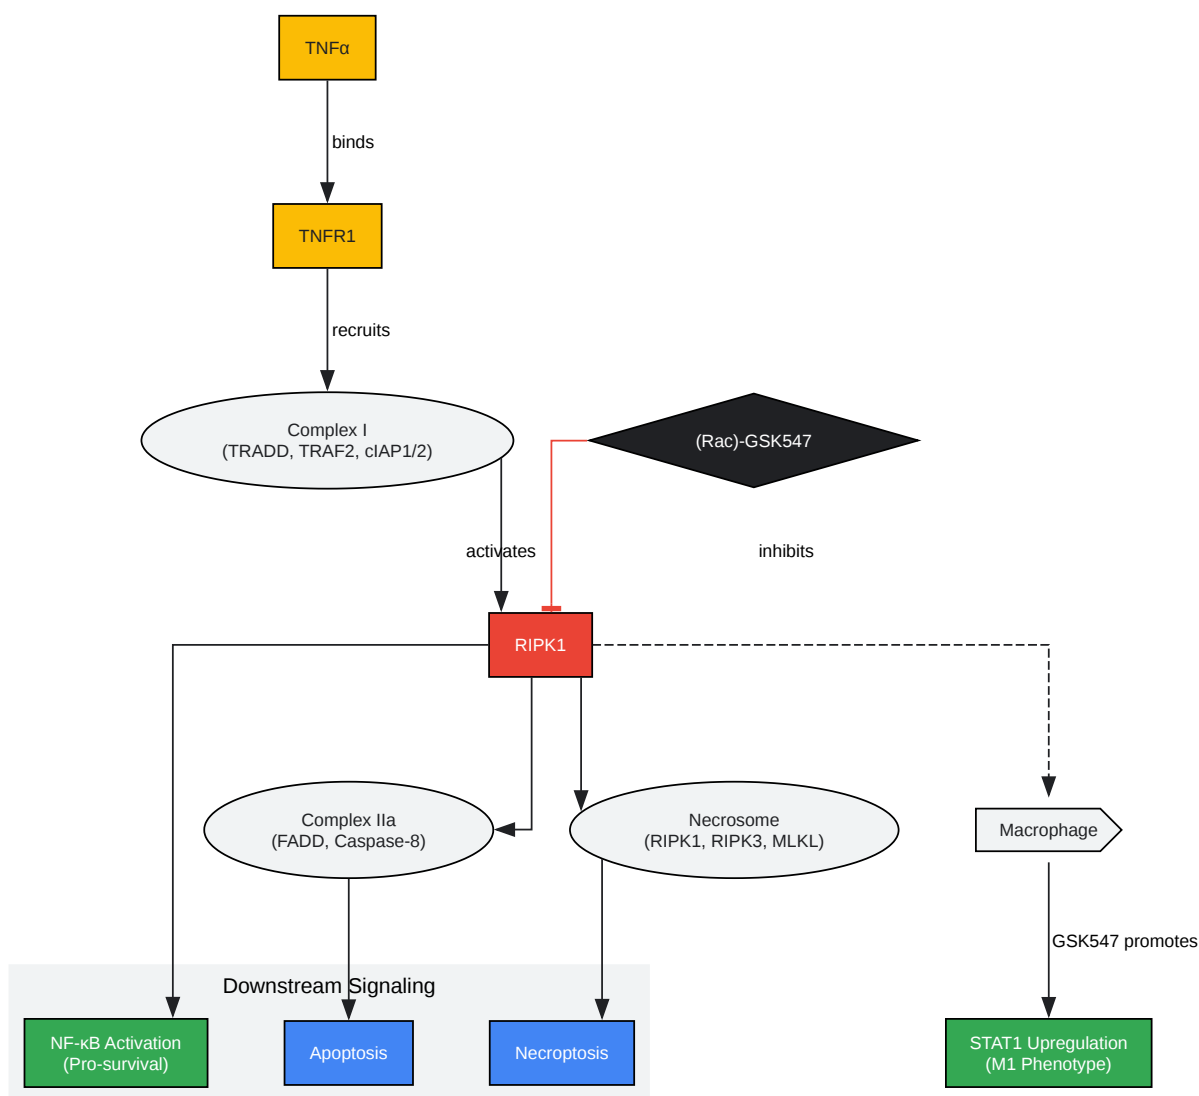 TNFα
binds
TNFR1
recruits
Complex I
(TRADD, TRAF2, cIAP1/2)
(Rac)-GSK547
activates
inhibits
RIPK1
Complex IIa
(FADD, Caspase-8)
Necrosome
(RIPK1, RIPK3, MLKL)
Macrophage
GSK547 promotes
Downstream Signaling
NF-κB Activation
(Pro-survival)
Apoptosis
Necroptosis
STAT1 Upregulation
(M1 Phenotype)